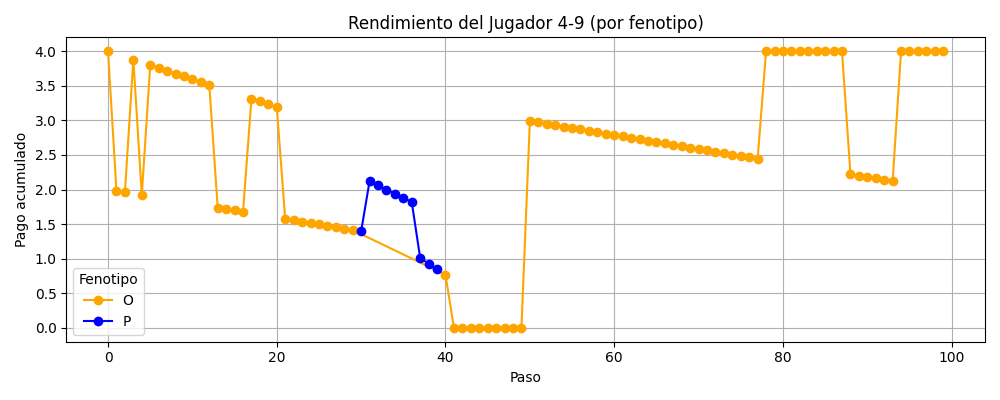 Rendimiento del Jugador 4-9 (por fenotipo)
Pago acumulado
4.0
3.5
3.0
2.5
2.0
1.5
1.0
0.5
0.0
Fenotipo
O
P
0 20 40 60 80 100
Paso